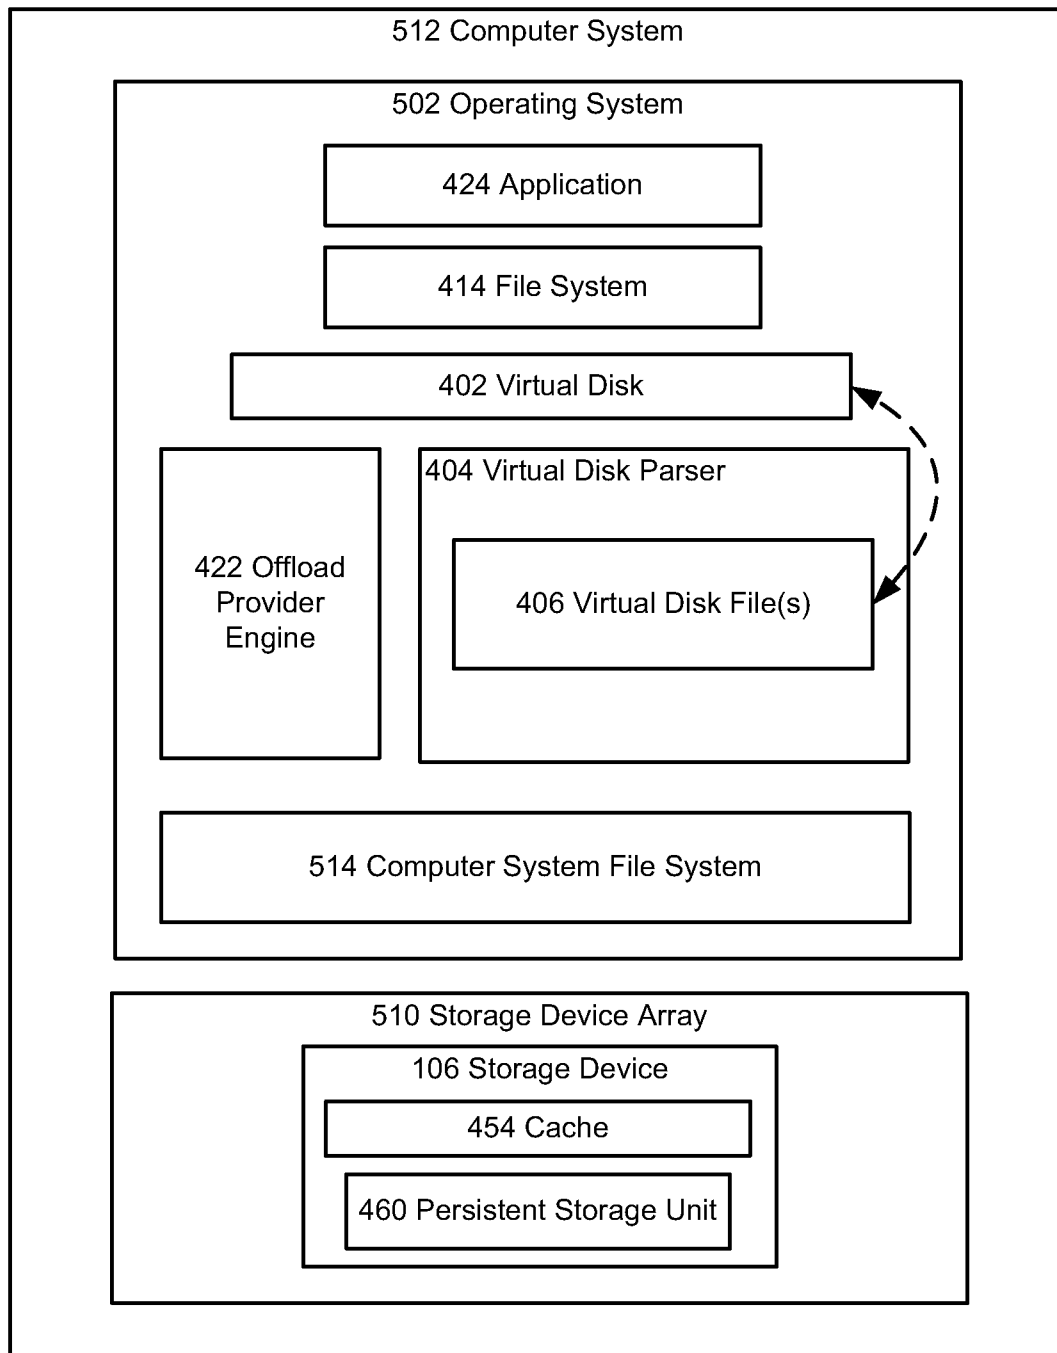 512 Computer System
502 Operating System
424 Application
414 File System
402 Virtual Disk
404 Virtual Disk Parser
422 Offload
Provider
Engine
406 Virtual Disk File(s)
514 Computer System File System
510 Storage Device Array
106 Storage Device
454 Cache
460 Persistent Storage Unit